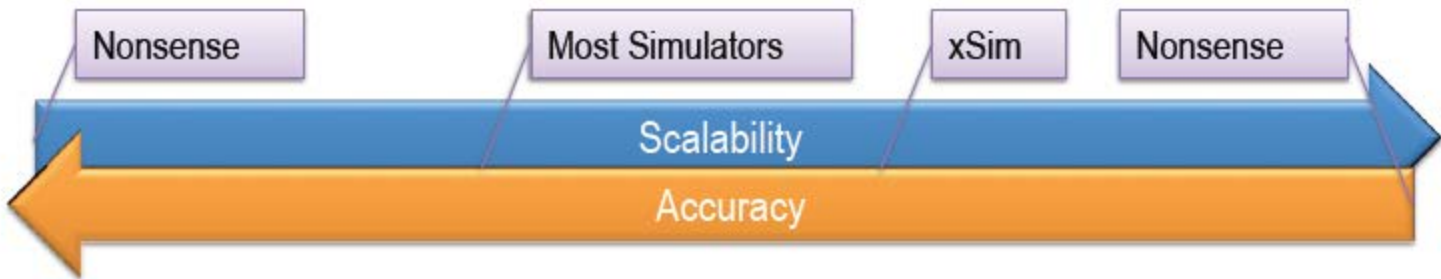 Nonsense
Most Simulators
xSim
Nonsense
Scalability
Accuracy